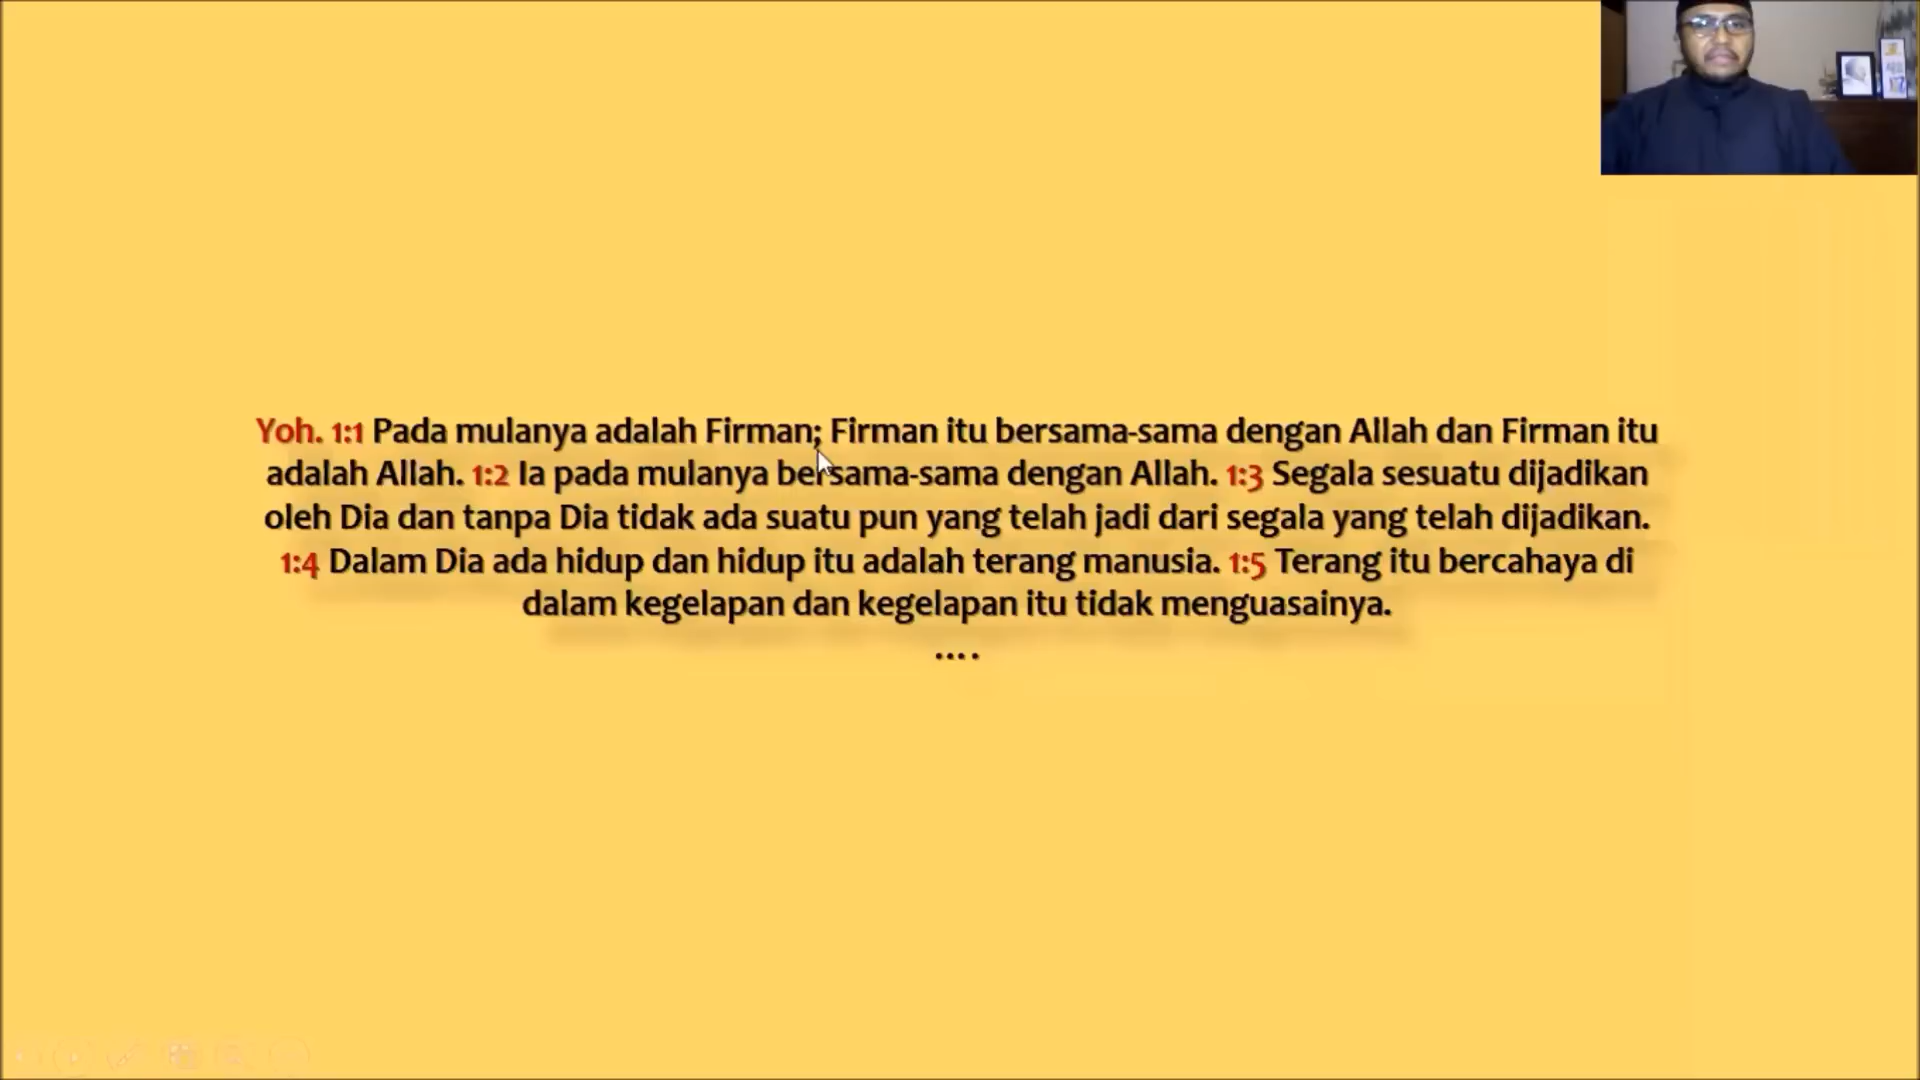 Yoh. 1:1 Pada mulanya adalah Firman; Firman itu bersama-sama dengan Allah dan Firman itu
adalah Allah. 1:2 Ia pada mulanya bersama-sama dengan Allah. 1:3 Segala sesuatu dijadikan
oleh Dia dan tanpa Dia tidak ada suatu pun yang telah jadi dari segala yang telah dijadikan.
1:4 Dalam Dia ada hidup dan hidup itu adalah terang manusia. 1:5 Terang itu bercahaya di
dalam kegelapan dan kegelapan itu tidak menguasainya.
....